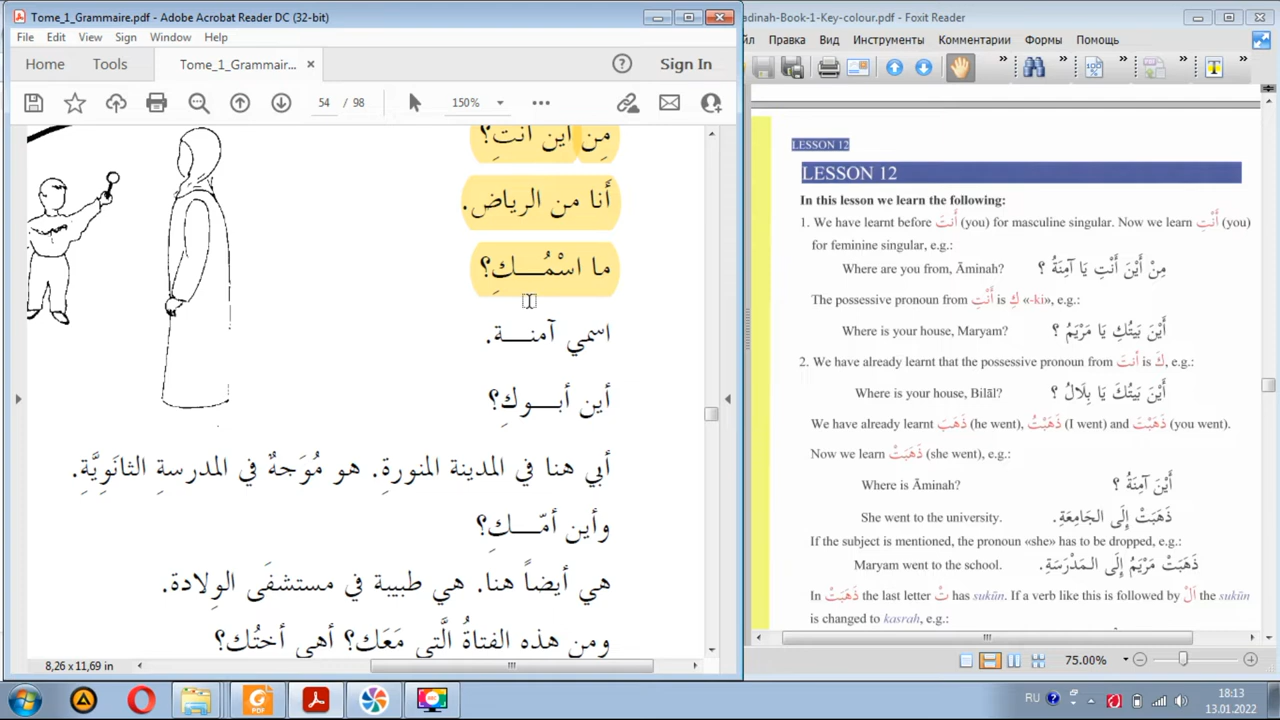 Tome_1_Grammaire.pdf - Adobe Acrobat Reader DC (32-bit)
File Edit View Sign Window Help
Home Tools Tome_1_Grammair... × Sign In
54 / 98 150%
مِن أين أنتِ؟
أَنا من الرياض.
ما اسْمُـــكِ؟
اسمي آمنـــة.
أين أبـــوكِ؟
أبي هنا في المدينة المنورةِ. هو مُوَجهٌ في المدرسةِ الثانَوِيَّةِ.
وأين أمّـــكِ؟
هي أيضاً هنا. هي طبيبة في مستشفَى الوِلادة.
ومن هذه الفتاةُ الَّتي مَعَك؟ أهي أختُك؟
8,26 x 11,69 in
adinah-Book-1-Key-colour.pdf - Foxit Reader
йл Правка Вид Инструменты Комментарии Формы Помощь
LESSON 12
LESSON 12
In this lesson we learn the following:
1. We have learnt before أَنتَ (you) for masculine singular. Now we learn أَنْتِ (you)
for feminine singular, e.g.:
Where are you from, Āminah? مِنْ أَيْنَ أَنْتِ يَا آمِنَةُ ؟
The possessive pronoun from أَنْتِ is كِ «-ki», e.g.:
Where is your house, Maryam? أَيْنَ بَيْتُكِ يَا مَرْيَمُ ؟
2. We have already learnt that the possessive pronoun from أَنتَ is كَ, e.g.:
Where is your house, Bilāl? أَيْنَ بَيْتُكَ يَا بِلَالُ ؟
We have already learnt ذَهَبَ (he went), ذَهَبْتُ (I went) and ذَهَبْتَ (you went).
Now we learn ذَهَبَتْ (she went), e.g.:
Where is Āminah? أَيْنَ آمِنَةُ ؟
She went to the university. ذَهَبَتْ إِلَى الجَامِعَةِ.
If the subject is mentioned, the pronoun «she» has to be dropped, e.g.:
Maryam went to the school. ذَهَبَتْ مَرْيَمُ إِلَى المَدْرَسَةِ.
In ذَهَبَتْ the last letter تْ has sukūn. If a verb like this is followed by اَلْ the sukūn
is changed to kasrah, e.g.:
75.00%
RU 18:13
13.01.2022